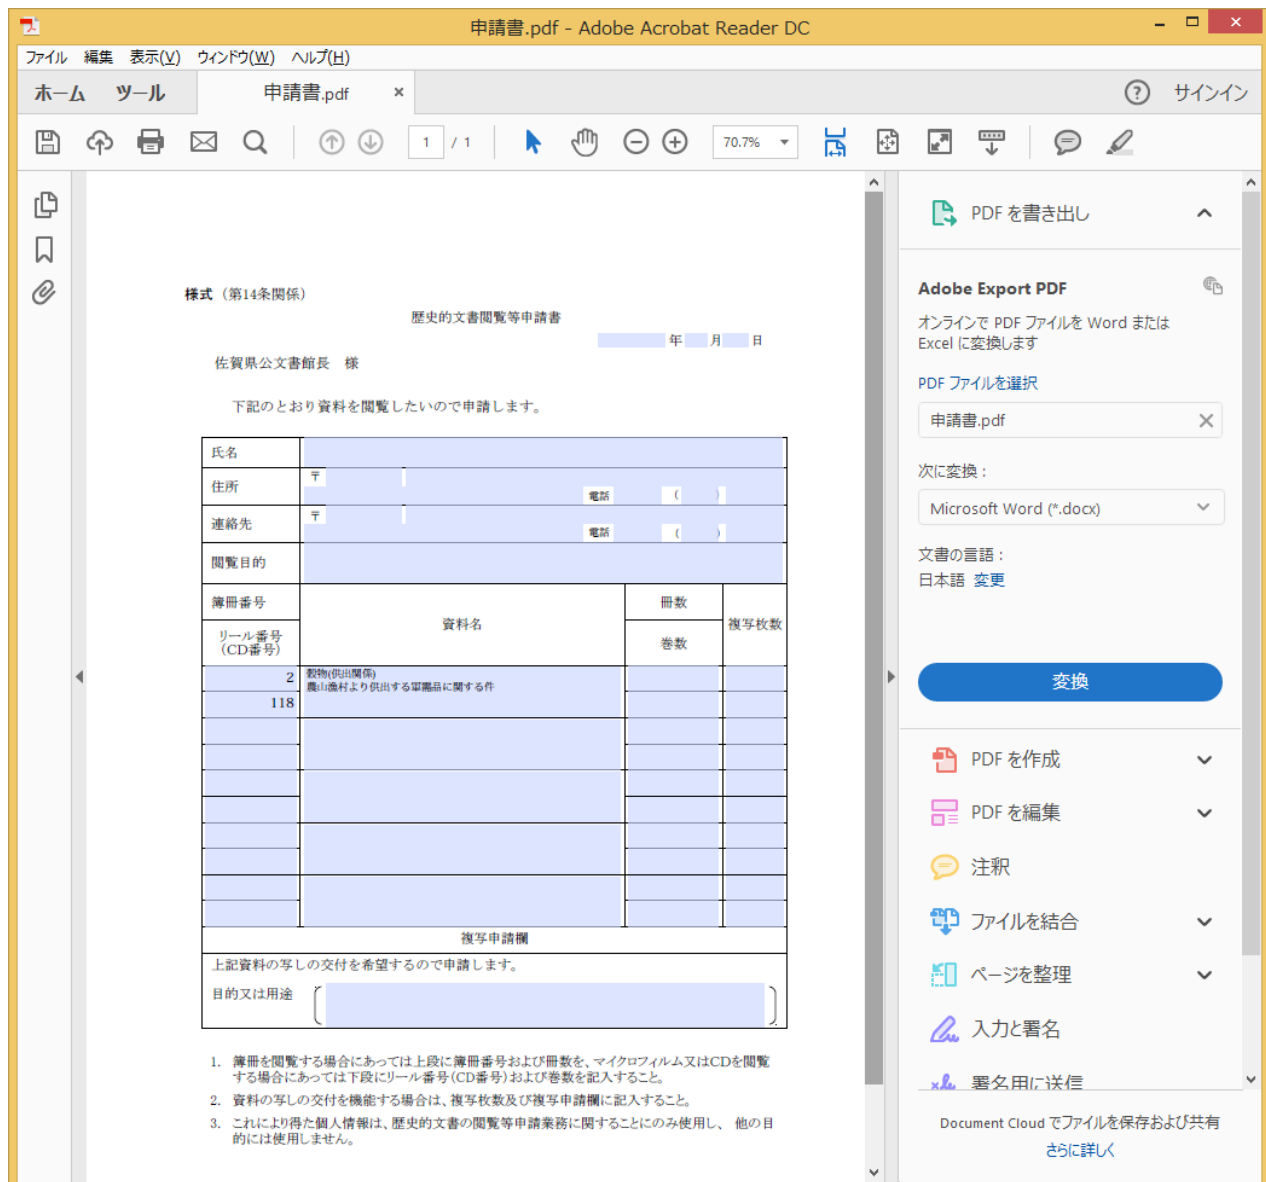 申請書.pdf - Adobe Acrobat Reader DC
ファイル 編集 表示(V) ウィンドウ(W) ヘルプ(H)
ホーム ツール 申請書.pdf × ? サインイン
1 / 1 70.7%
様式（第14条関係）
歴史的文書閲覧等申請書
年 月 日
佐賀県公文書館長 様
下記のとおり資料を閲覧したいので申請します。
氏名
住所 〒 電話 ( )
連絡先 〒 電話 ( )
閲覧目的
簿冊番号 資料名 冊数 複写枚数
リール番号
（CD番号） 巻数
2 穀物(供出関係)
農山漁村より供出する軍需品に関する件
118
複写申請欄
上記資料の写しの交付を希望するので申請します。
目的又は用途
1. 簿冊を閲覧する場合にあっては上段に簿冊番号および冊数を、マイクロフィルム又はCDを閲覧
する場合にあっては下段にリール番号(CD番号)および巻数を記入すること。
2. 資料の写しの交付を機能する場合は、複写枚数及び複写申請欄に記入すること。
3. これにより得た個人情報は、歴史的文書の閲覧等申請業務に関することにのみ使用し、 他の目
的には使用しません。
PDF を書き出し
Adobe Export PDF
オンラインで PDF ファイルを Word または
Excel に変換します
PDF ファイルを選択
申請書.pdf
次に変換 :
Microsoft Word (*.docx)
文書の言語 :
日本語 変更
変換
PDF を作成
PDF を編集
注釈
ファイルを結合
ページを整理
入力と署名
署名用に送信
Document Cloud でファイルを保存および共有
さらに詳しく